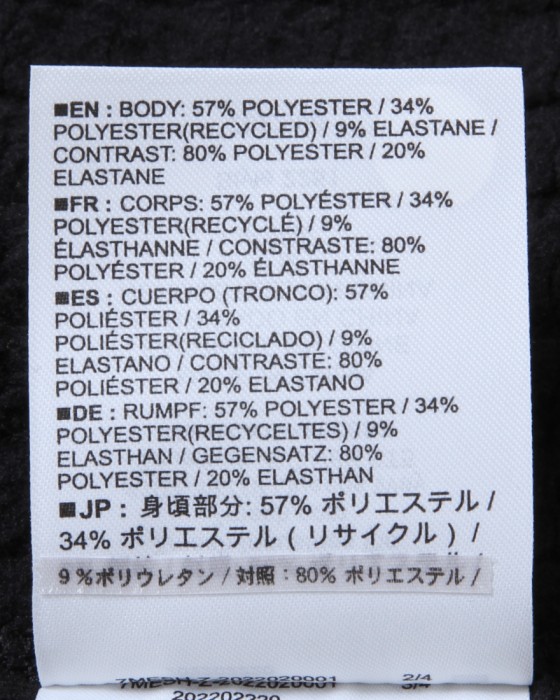 ■EN : BODY: 57% POLYESTER / 34%
POLYESTER(RECYCLED) / 9% ELASTANE /
CONTRAST: 80% POLYESTER / 20%
ELASTANE
■FR : CORPS: 57% POLYÉSTER / 34%
POLYESTER(RECYCLÉ) / 9%
ÉLASTHANNE / CONSTRASTE: 80%
POLYÉSTER / 20% ÉLASTHANNE
■ES : CUERPO (TRONCO): 57%
POLIÉSTER / 34%
POLIÉSTER(RECICLADO) / 9%
ELASTANO / CONTRASTE: 80%
POLIÉSTER / 20% ELASTANO
■DE : RUMPF: 57% POLYESTER / 34%
POLYESTER(RECYCELTES) / 9%
ELASTHAN / GEGENSATZ: 80%
POLYESTER / 20% ELASTHAN
■JP : 身頃部分: 57% ポリエステル /
34% ポリエステル ( リサイクル ) /
9%ポリウレタン / 対照：80% ポリエステル /
7MESH-Z-2022020001 2/4